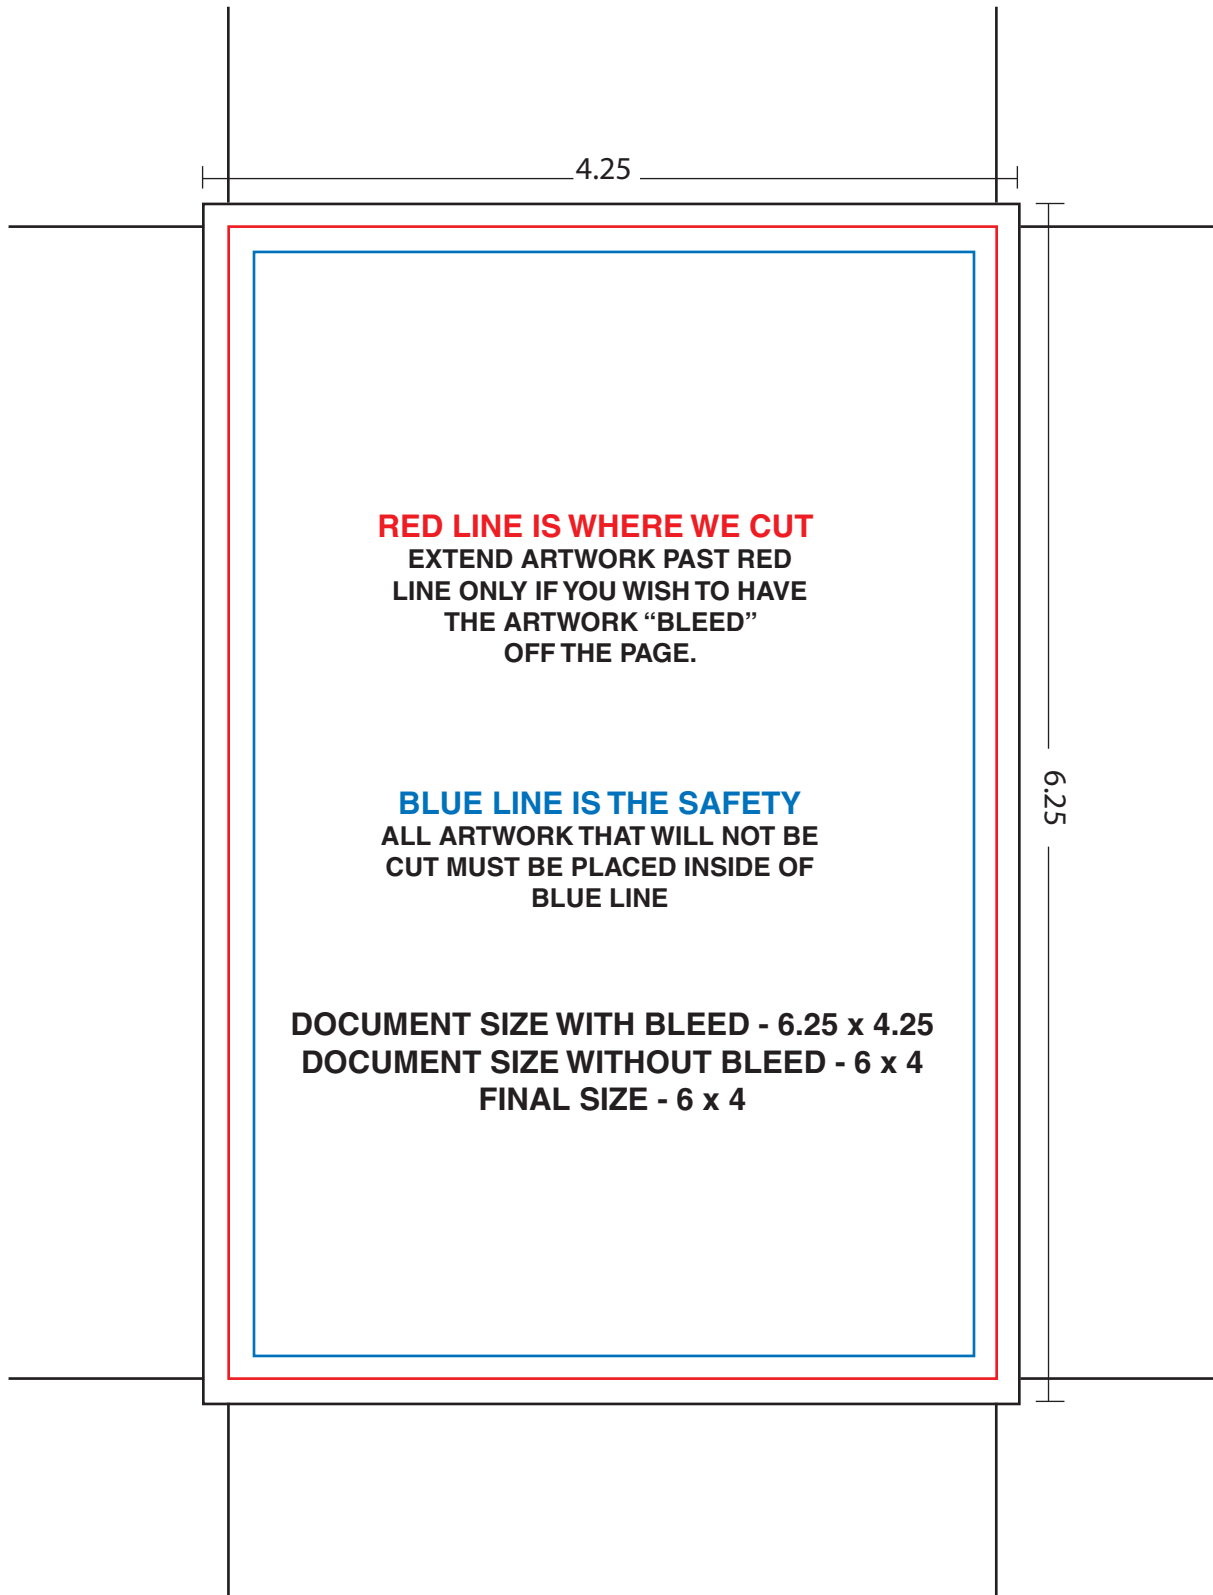 4.25
RED LINE IS WHERE WE CUT
EXTEND ARTWORK PAST RED
LINE ONLY IF YOU WISH TO HAVE
THE ARTWORK “BLEED”
OFF THE PAGE.
6.25
BLUE LINE IS THE SAFETY
ALL ARTWORK THAT WILL NOT BE
CUT MUST BE PLACED INSIDE OF
BLUE LINE
DOCUMENT SIZE WITH BLEED - 6.25 x 4.25
DOCUMENT SIZE WITHOUT BLEED - 6 x 4
FINAL SIZE - 6 x 4